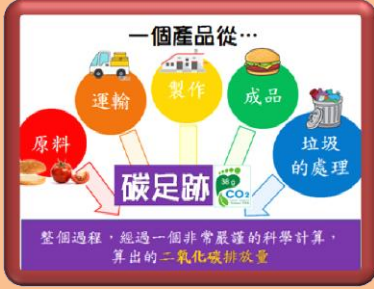 一個產品從…
原料
運輸
製作
成品
垃圾
的處理
碳足跡
38g
CO2
整個過程，經過一個非常嚴謹的科學計算，
算出的二氧化碳排放量